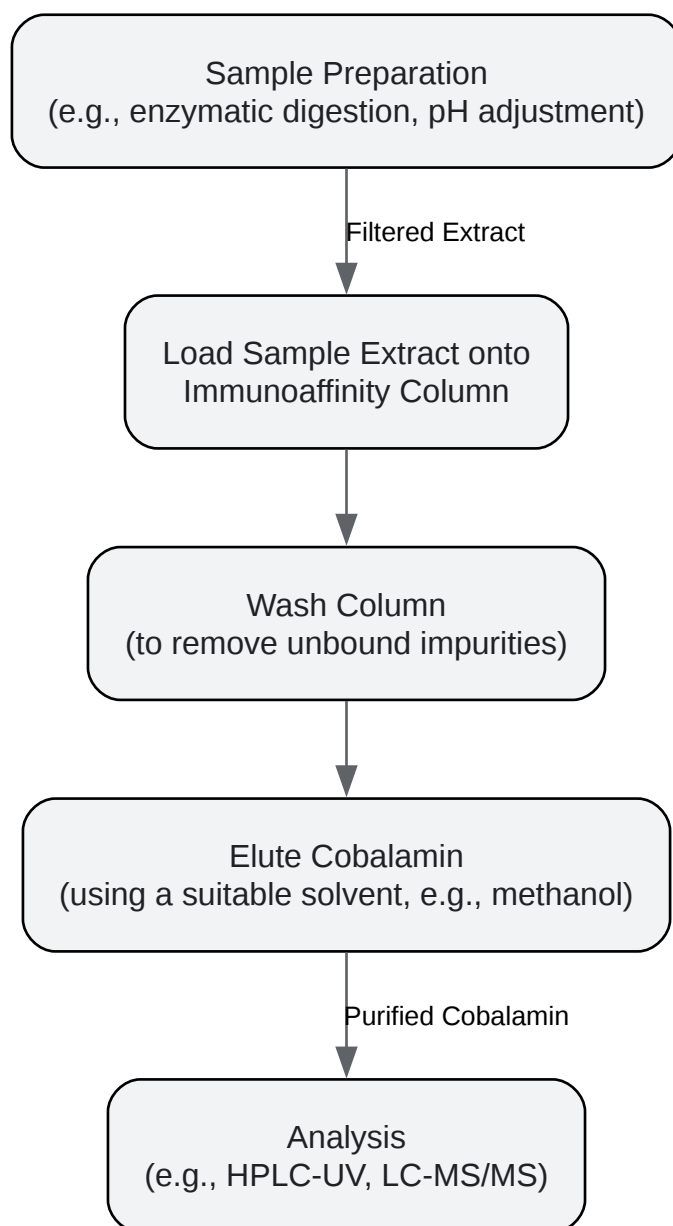 Sample Preparation
(e.g., enzymatic digestion, pH adjustment)
Filtered Extract
Load Sample Extract onto
Immunoaffinity Column
Wash Column
(to remove unbound impurities)
Elute Cobalamin
(using a suitable solvent, e.g., methanol)
Purified Cobalamin
Analysis
(e.g., HPLC-UV, LC-MS/MS)